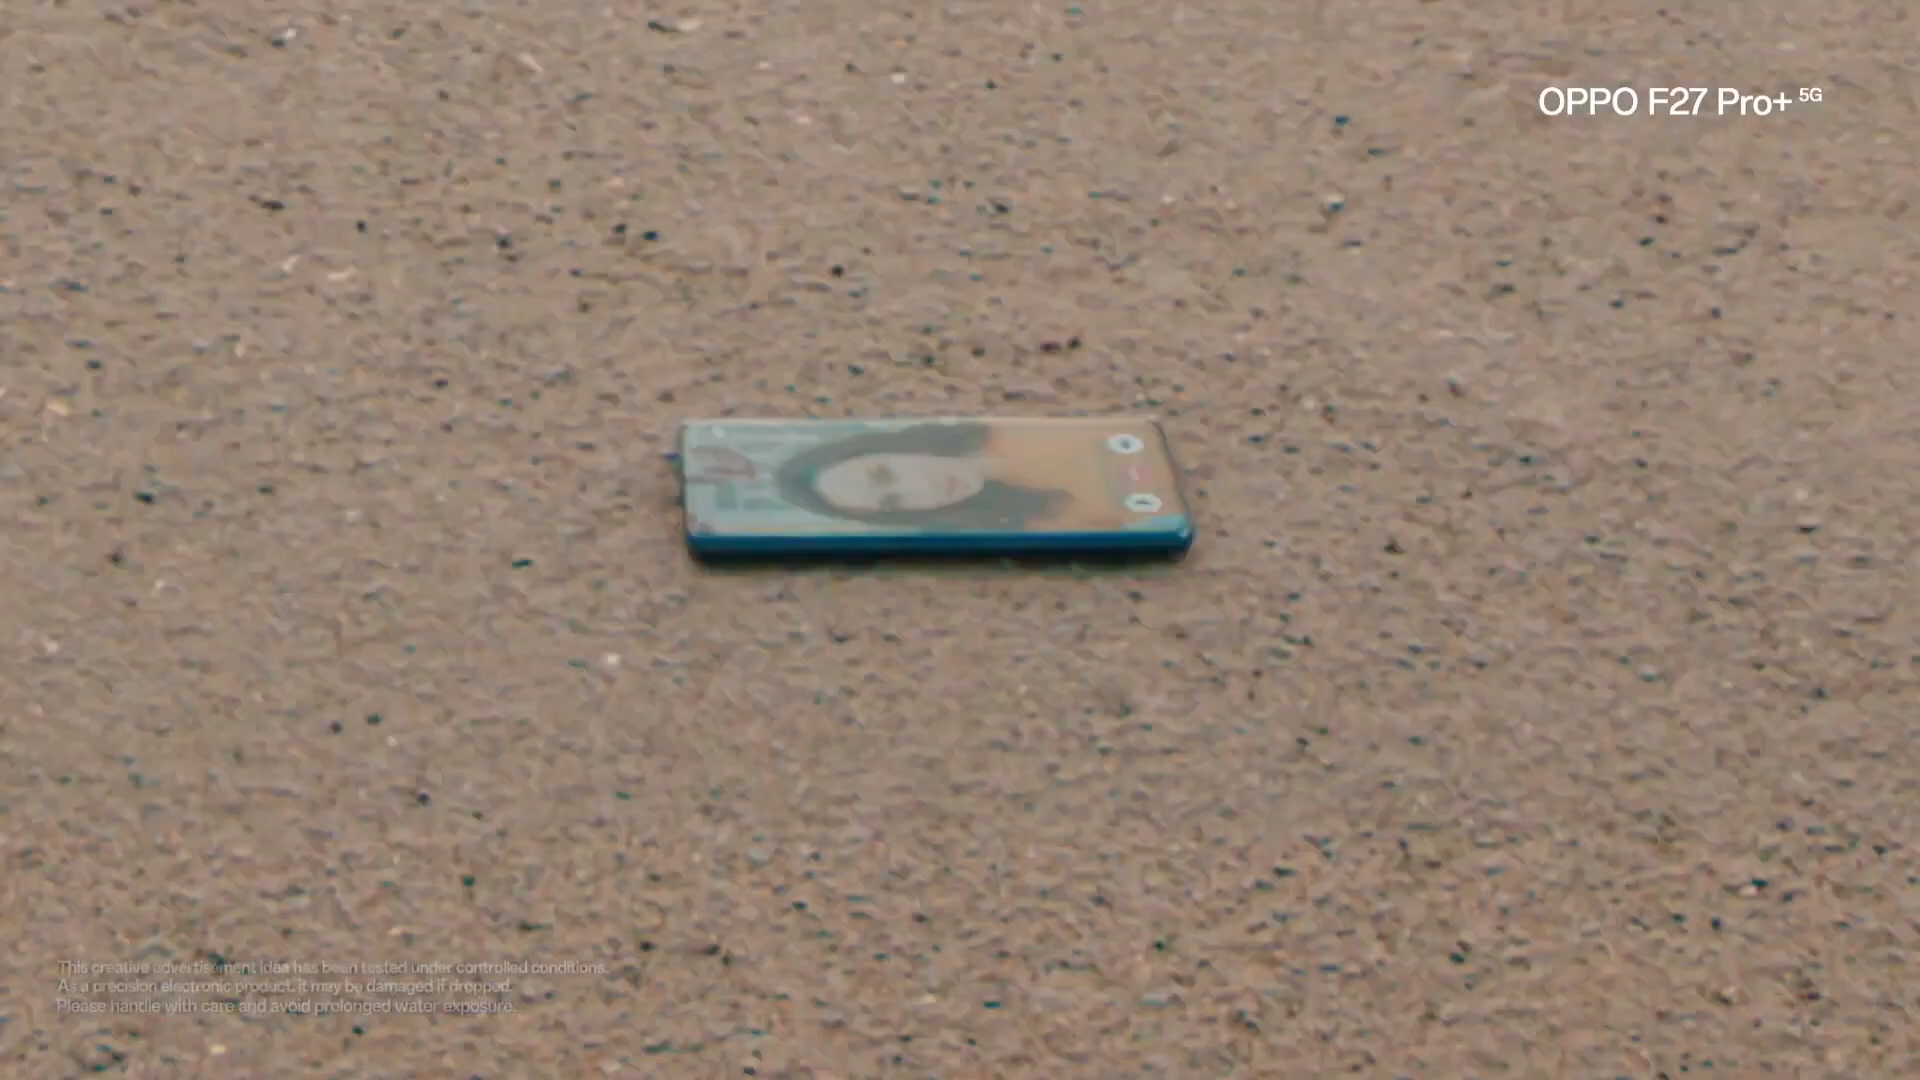 OPPO F27 Pro+ 5G
This creative advertisement idea has been tested under controlled conditions.
As a precision electronic product, it may be damaged if dropped.
Please handle with care and avoid prolonged water exposure.